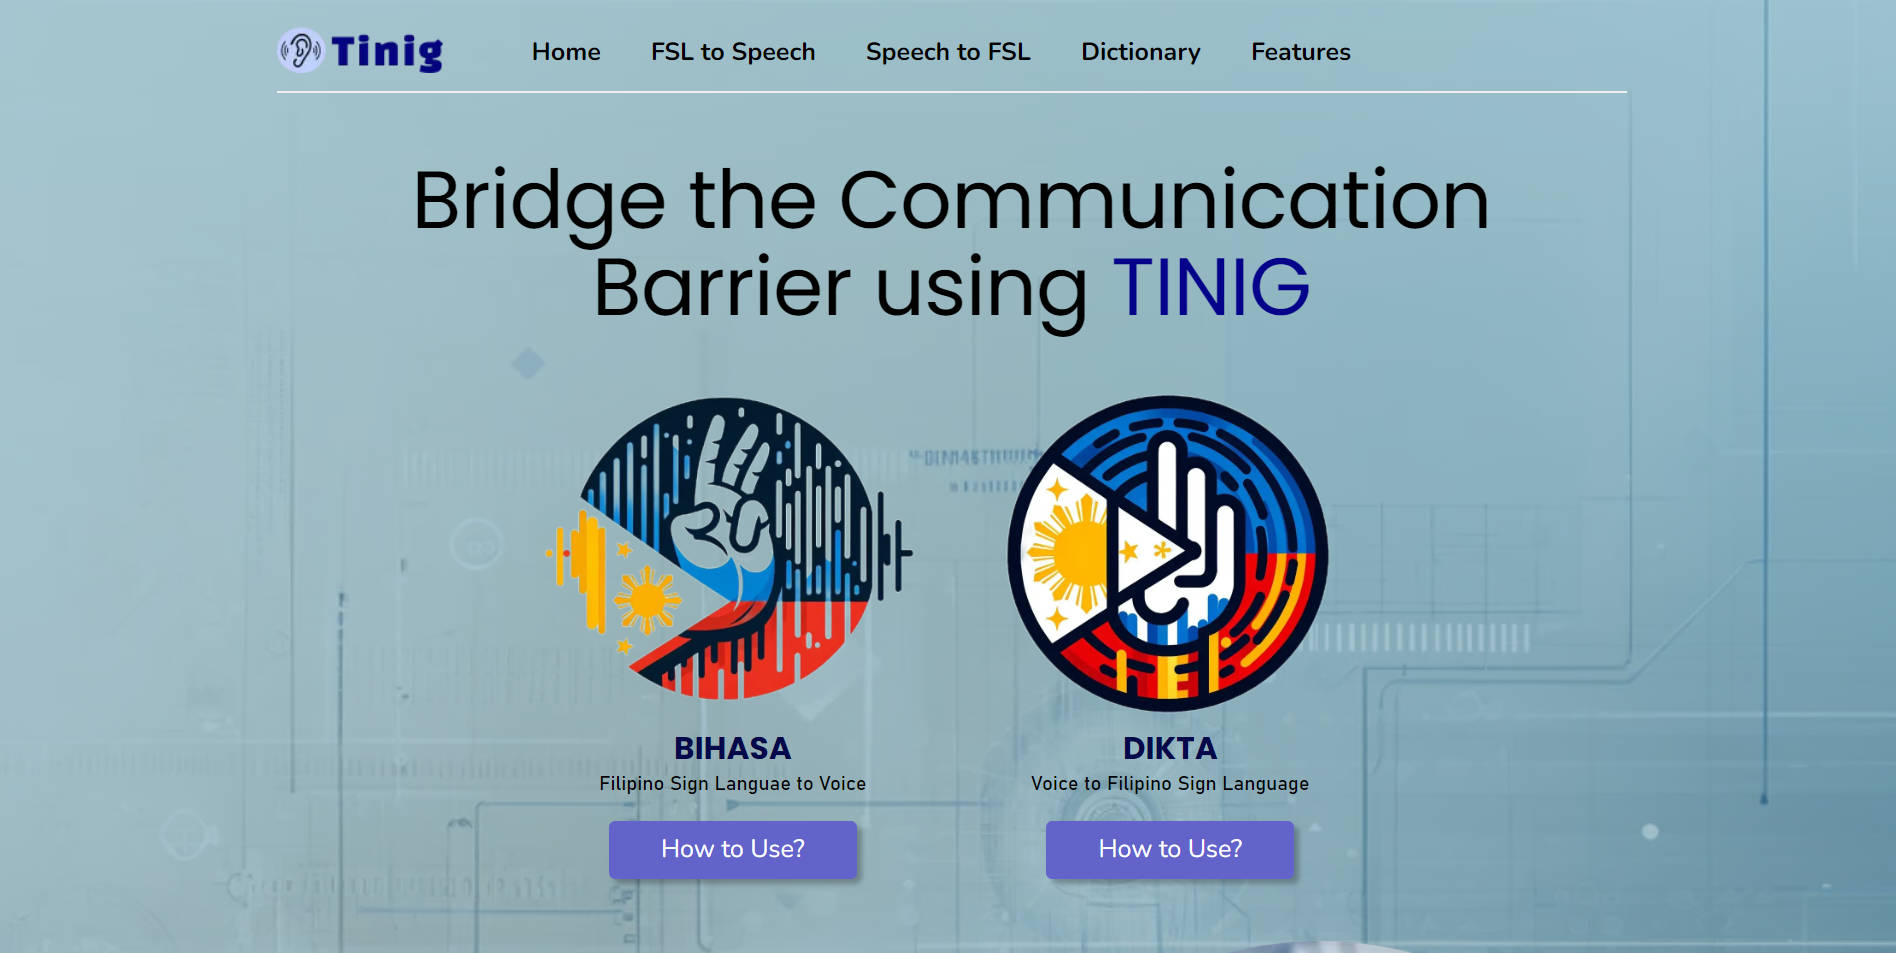 Tinig
Home FSL to Speech Speech to FSL Dictionary Features
Bridge the Communication
Barrier using TINIG
BIHASA
Filipino Sign Languae to Voice
How to Use?
DIKTA
Voice to Filipino Sign Language
How to Use?